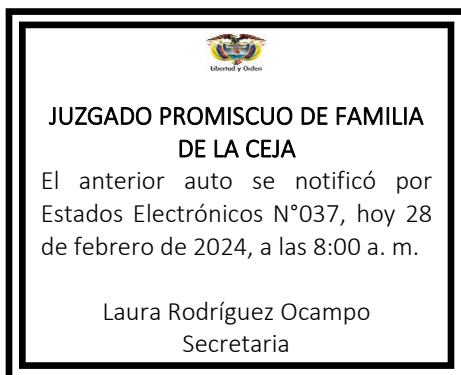 Libertad y Orden
JUZGADO PROMISCUO DE FAMILIA
DE LA CEJA
El anterior auto se notificó por
Estados Electrónicos N°037, hoy 28
de febrero de 2024, a las 8:00 a. m.
Laura Rodríguez Ocampo
Secretaria